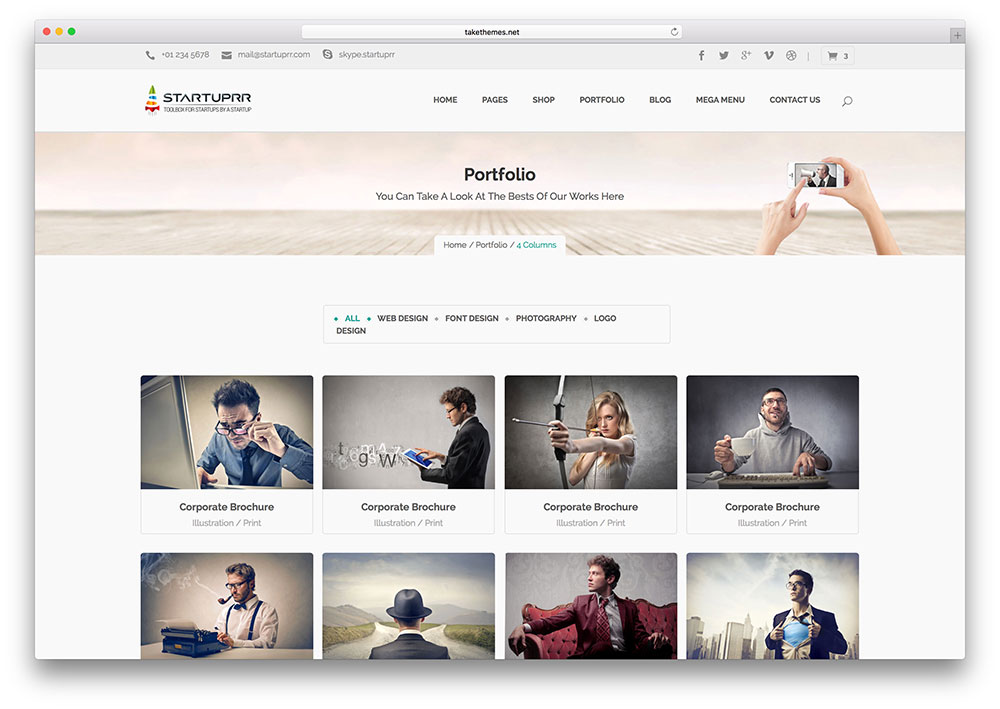 takethemes.net
+01 234 5678 mail@startuprr.com skype.startuprr
g+ 3
STARTUPRR
TOOLBOX FOR STARTUPS BY A STARTUP
HOME PAGES SHOP PORTFOLIO BLOG MEGA MENU CONTACT US
Portfolio
You Can Take A Look At The Bests Of Our Works Here
Home / Portfolio / 4 Columns
ALL WEB DESIGN FONT DESIGN PHOTOGRAPHY LOGO
DESIGN
Corporate Brochure Corporate Brochure Corporate Brochure Corporate Brochure
Illustration / Print Illustration / Print Illustration / Print Illustration / Print